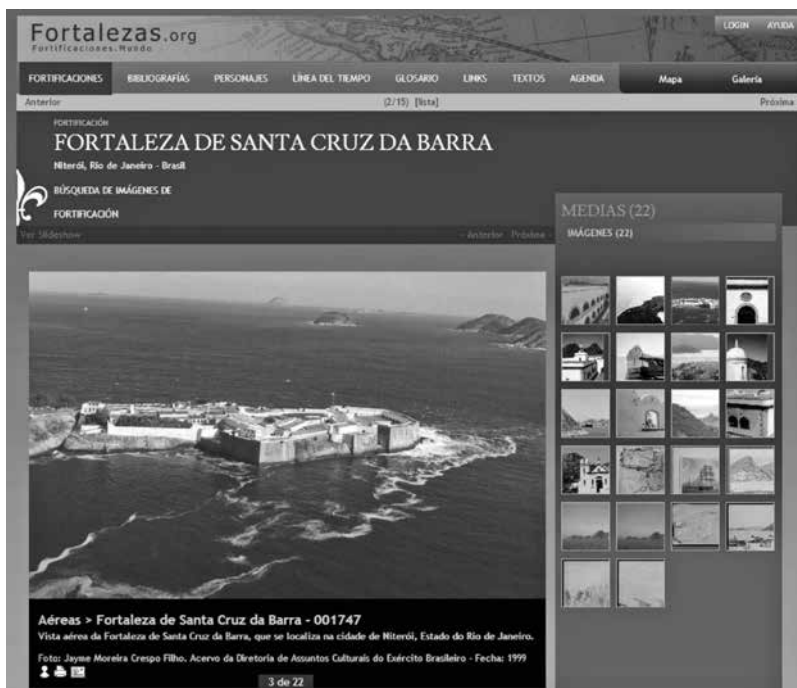 Fortalezas.org
Fortificaciones.Mundo
LOGIN AYUDA
FORTIFICACIONES BIBLIOGRAFÍAS PERSONAJES LÍNEA DEL TIEMPO GLOSARIO LINKS TEXTOS AGENDA Mapa Galería
Anterior (2/15) [lista] Próxima
FORTIFICACIÓN
FORTALEZA DE SANTA CRUZ DA BARRA
Niterói, Rio de Janeiro - Brasil
BÚSQUEDA DE IMÁGENES DE
FORTIFICACIÓN
Ver Slideshow - Anterior Próxima -
MEDIAS (22)
IMÁGENES (22)
Aéreas > Fortaleza de Santa Cruz da Barra - 001747
Vista aérea da Fortaleza de Santa Cruz da Barra, que se localiza na cidade de Niterói, Estado do Rio de Janeiro.
Foto: Jayme Moreira Crespo Filho. Acervo da Diretoria de Assuntos Culturais do Exército Brasileiro - Fecha: 1999
3 de 22